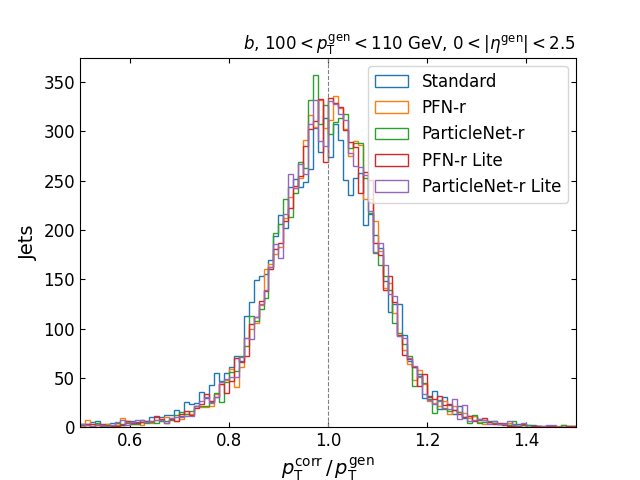 b, 100 < p_T^gen < 110 GeV, 0 < |η^gen| < 2.5
350
300
250
200
150
100
50
0
Jets
Standard
PFN-r
ParticleNet-r
PFN-r Lite
ParticleNet-r Lite
0.6 0.8 1.0 1.2 1.4
p_T^corr / p_T^gen